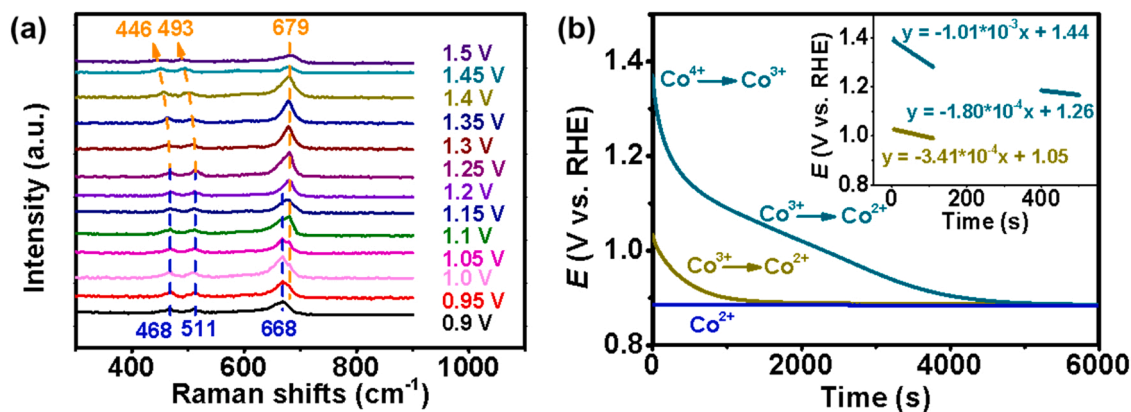 (a)
446 493 679
1.5 V
1.45 V
1.4 V
1.35 V
1.3 V
1.25 V
1.2 V
1.15 V
1.1 V
1.05 V
1.0 V
0.95 V
0.9 V
468 511 668
Intensity (a.u.)
400 600 800 1000
Raman shifts (cm⁻¹)
(b)
E (V vs. RHE)
1.4
1.2
1.0
0.8
Co⁴⁺ → Co³⁺
Co³⁺ → Co²⁺
Co³⁺ → Co²⁺
Co²⁺
0 2000 4000 6000
Time (s)
E (V vs. RHE)
1.4
1.2
1.0
0.8
y = -1.01*10⁻³x + 1.44
y = -1.80*10⁻⁴x + 1.26
y = -3.41*10⁻⁴x + 1.05
0 200 400
Time (s)